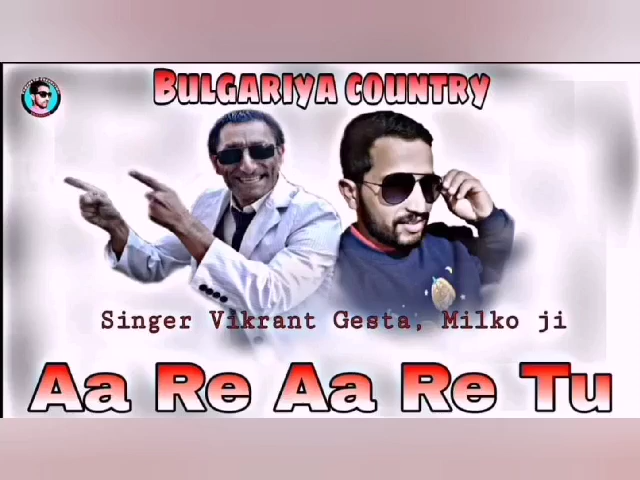 BULGARIYA COUNTRY
Singer Vikrant Gesta, Milko ji
Aa Re Aa Re Tu